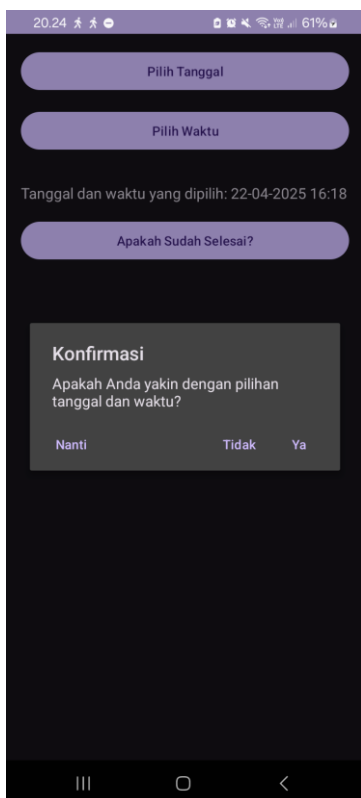 20.24 61%
Pilih Tanggal
Pilih Waktu
Tanggal dan waktu yang dipilih: 22-04-2025 16:18
Apakah Sudah Selesai?
Konfirmasi
Apakah Anda yakin dengan pilihan
tanggal dan waktu?
Nanti Tidak Ya